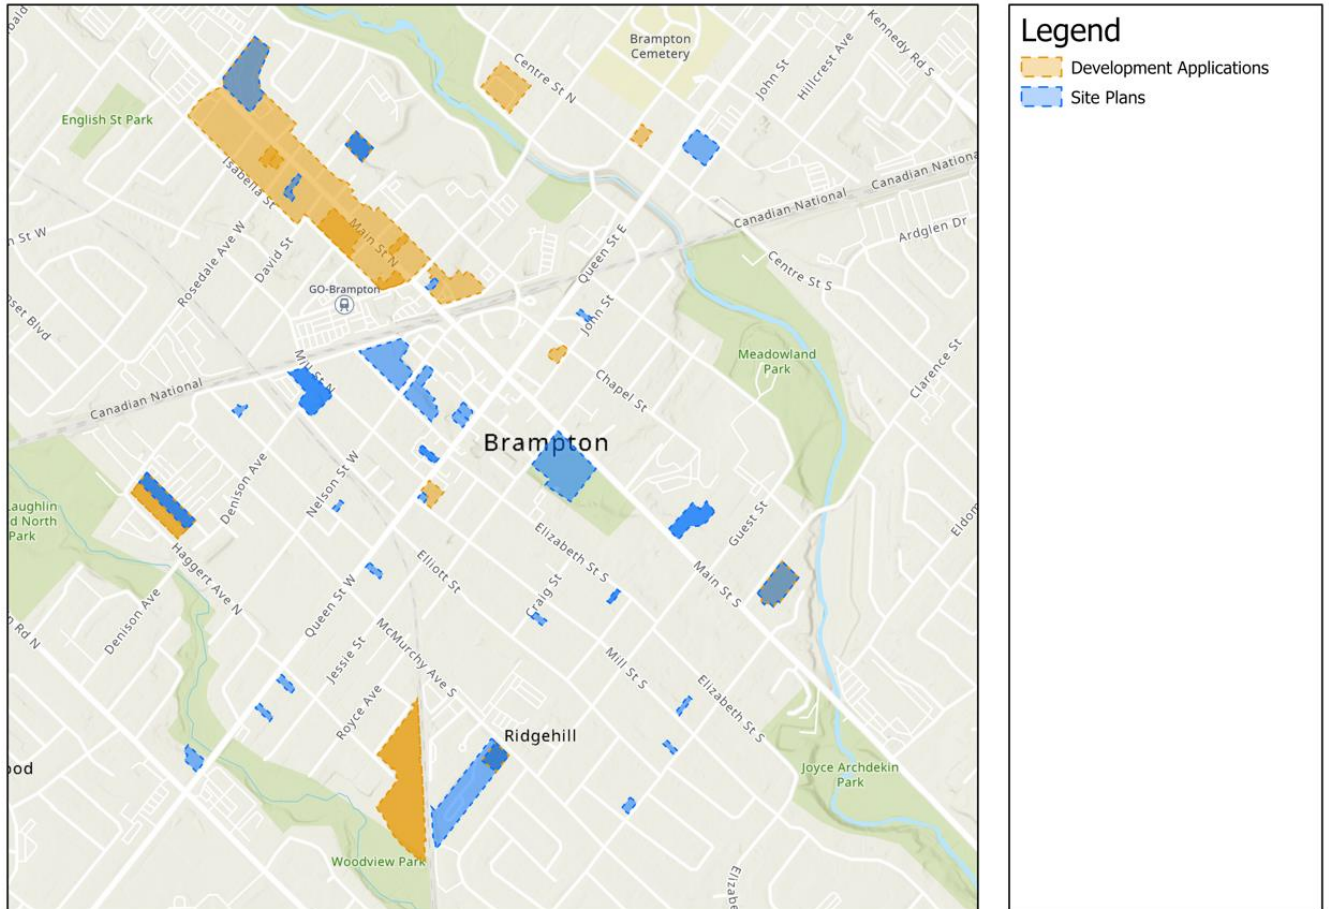 Brampton
Cemetery
Kennedy Rd S
Hillcrest Ave
John St
Centre St N
English St Park
Isabella St
Canadian National
Canadian National
Ardglen Dr
Rosedale Ave W
David St
Main St N
Queen St E
Centre St S
GO-Brampton
John St
Meadowland
Park
Clarence St
Mill St N
Canadian National
Chapel St
Brampton
Denison Ave
Nelson St W
Guest St
Haggert Ave N
Elizabeth St S
Elliott St
Craig St
Main St S
Denison Ave
Queen St W
McMurchy Ave S
Jessie St
Mill St S
Elizabeth St S
Royce Ave
Ridgehill
Joyce Archdekin
Park
Woodview Park
Legend
Development Applications
Site Plans